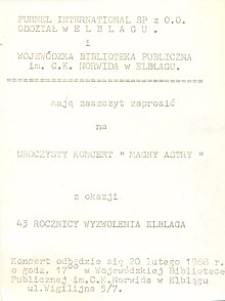 FURNEL INTERNATIONAL SP z O.O.
ODDZIAŁ w E L B L Ą G U .
i
WOJEWÓDZKA BIBLIOTEKA PUBLICZNA
im. C.K. NORWIDA w ELBLĄGU.
================================
mają zaszczyt zaprosić
na
UROCZYSTY KONCERT " MAGNY ASTRY "
z okazji
43 ROCZNICY WYZWOLENIA ELBLĄGA
Koncert odbędzie się 20 lutego 1988 r
o godz. 17⁰⁰ w Wojewódzkiej Bibliotece
Publicznej im.C.K.Norwida w Elblągu
ul.Wigilijna 5/7.